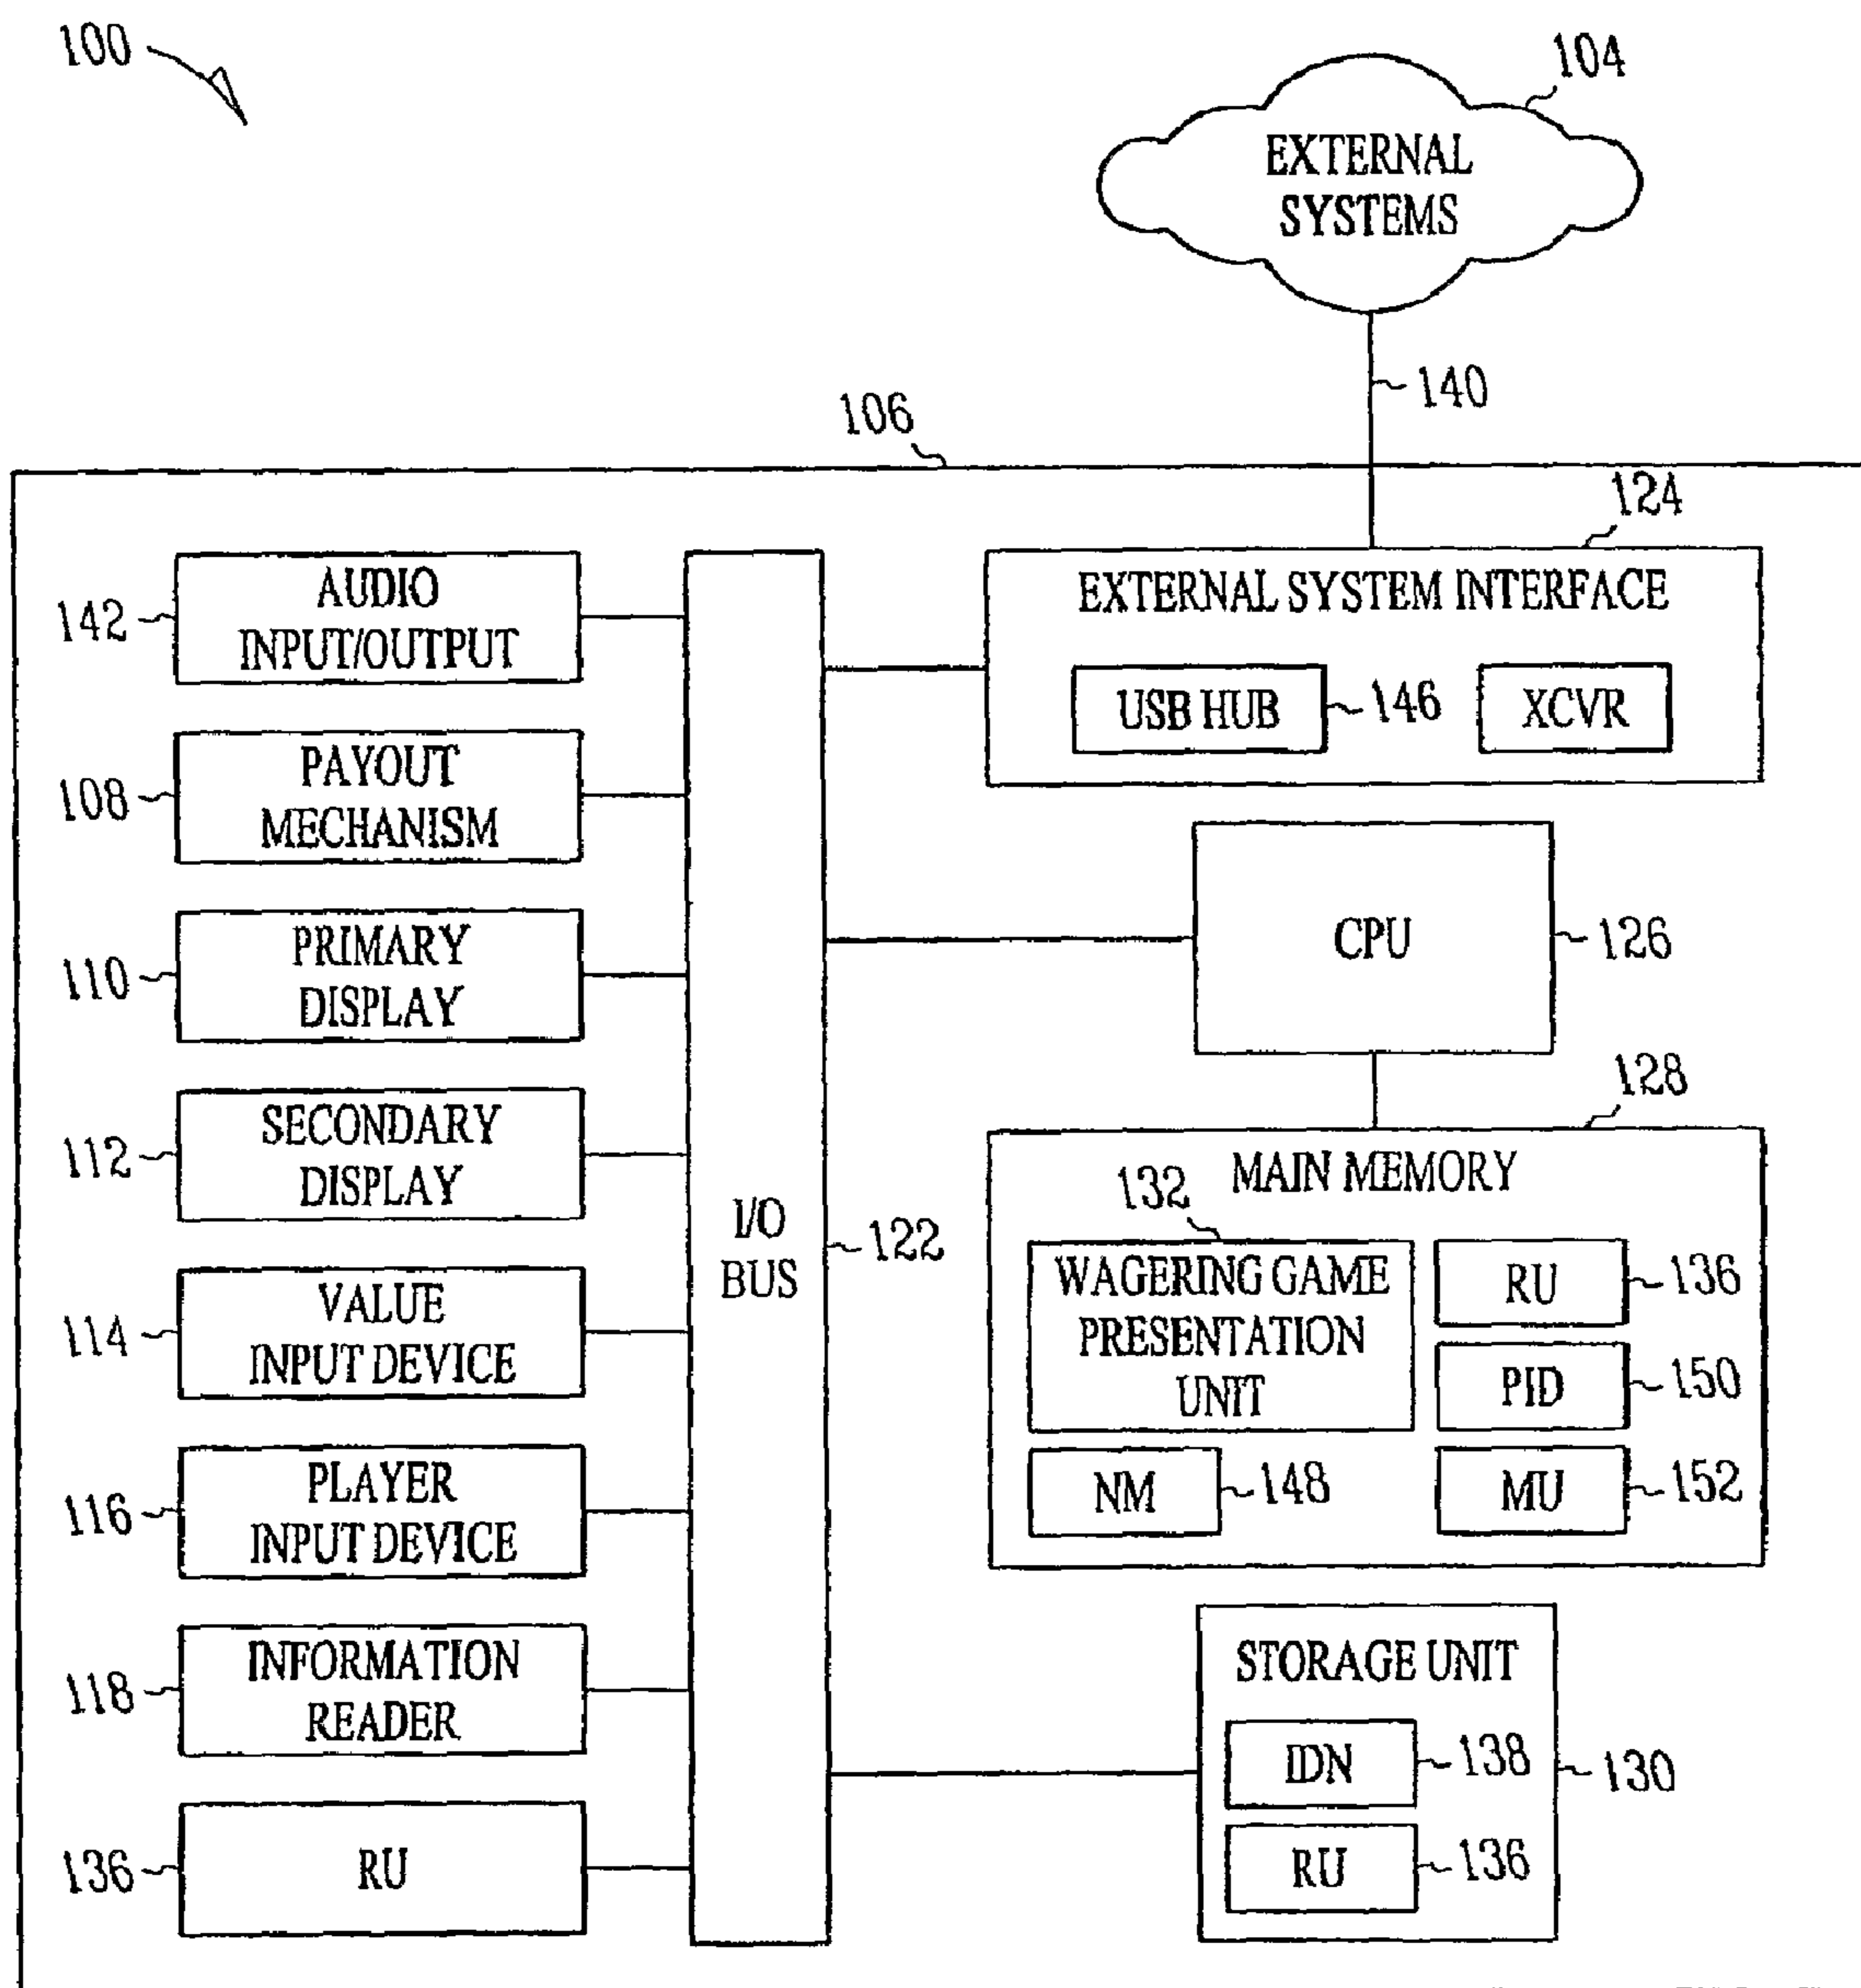 100
104
EXTERNAL
SYSTEMS
140
106
124
AUDIO
INPUT/OUTPUT
142
EXTERNAL SYSTEM INTERFACE
USB HUB
146
XCVR
PAYOUT
MECHANISM
108
CPU
126
PRIMARY
DISPLAY
110
SECONDARY
DISPLAY
112
I/O
BUS
122
128
MAIN MEMORY
132
WAGERING GAME
PRESENTATION
UNIT
RU
136
PID
150
NM
148
MU
152
VALUE
INPUT DEVICE
114
PLAYER
INPUT DEVICE
116
INFORMATION
READER
118
RU
136
STORAGE UNIT
IDN
138
130
RU
136